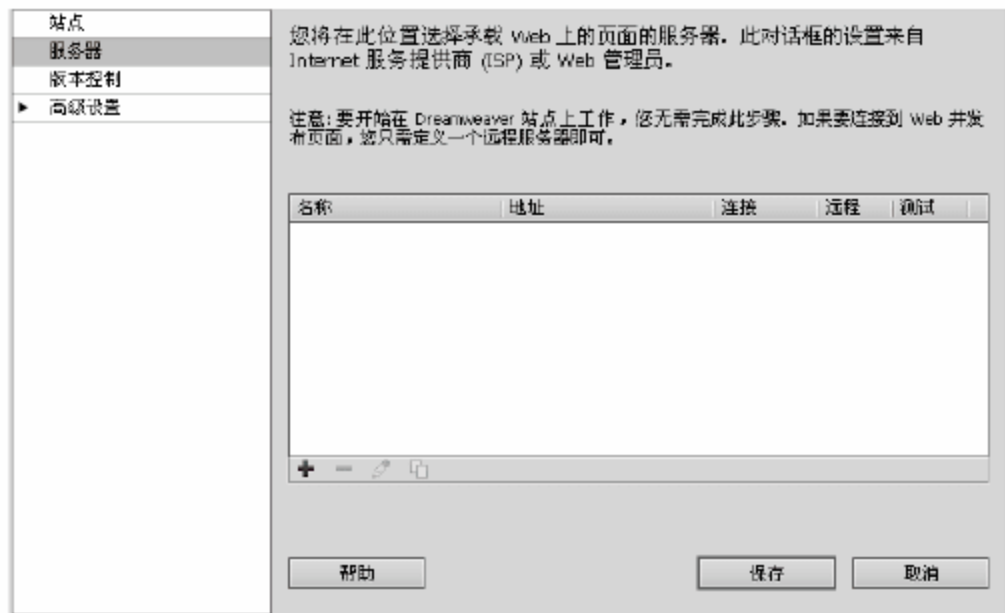 站点
服务器
版本控制
高级设置
您将在此位置选择承载 Web 上的页面的服务器。此对话框的设置来自
Internet 服务提供商 (ISP) 或 Web 管理员。
注意:要开始在 Dreamweaver 站点上工作，您无需完成此步骤。如果要连接到 Web 并发
布页面，您只需定义一个远程服务器即可。
名称 地址 连接 远程 测试
帮助 保存 取消